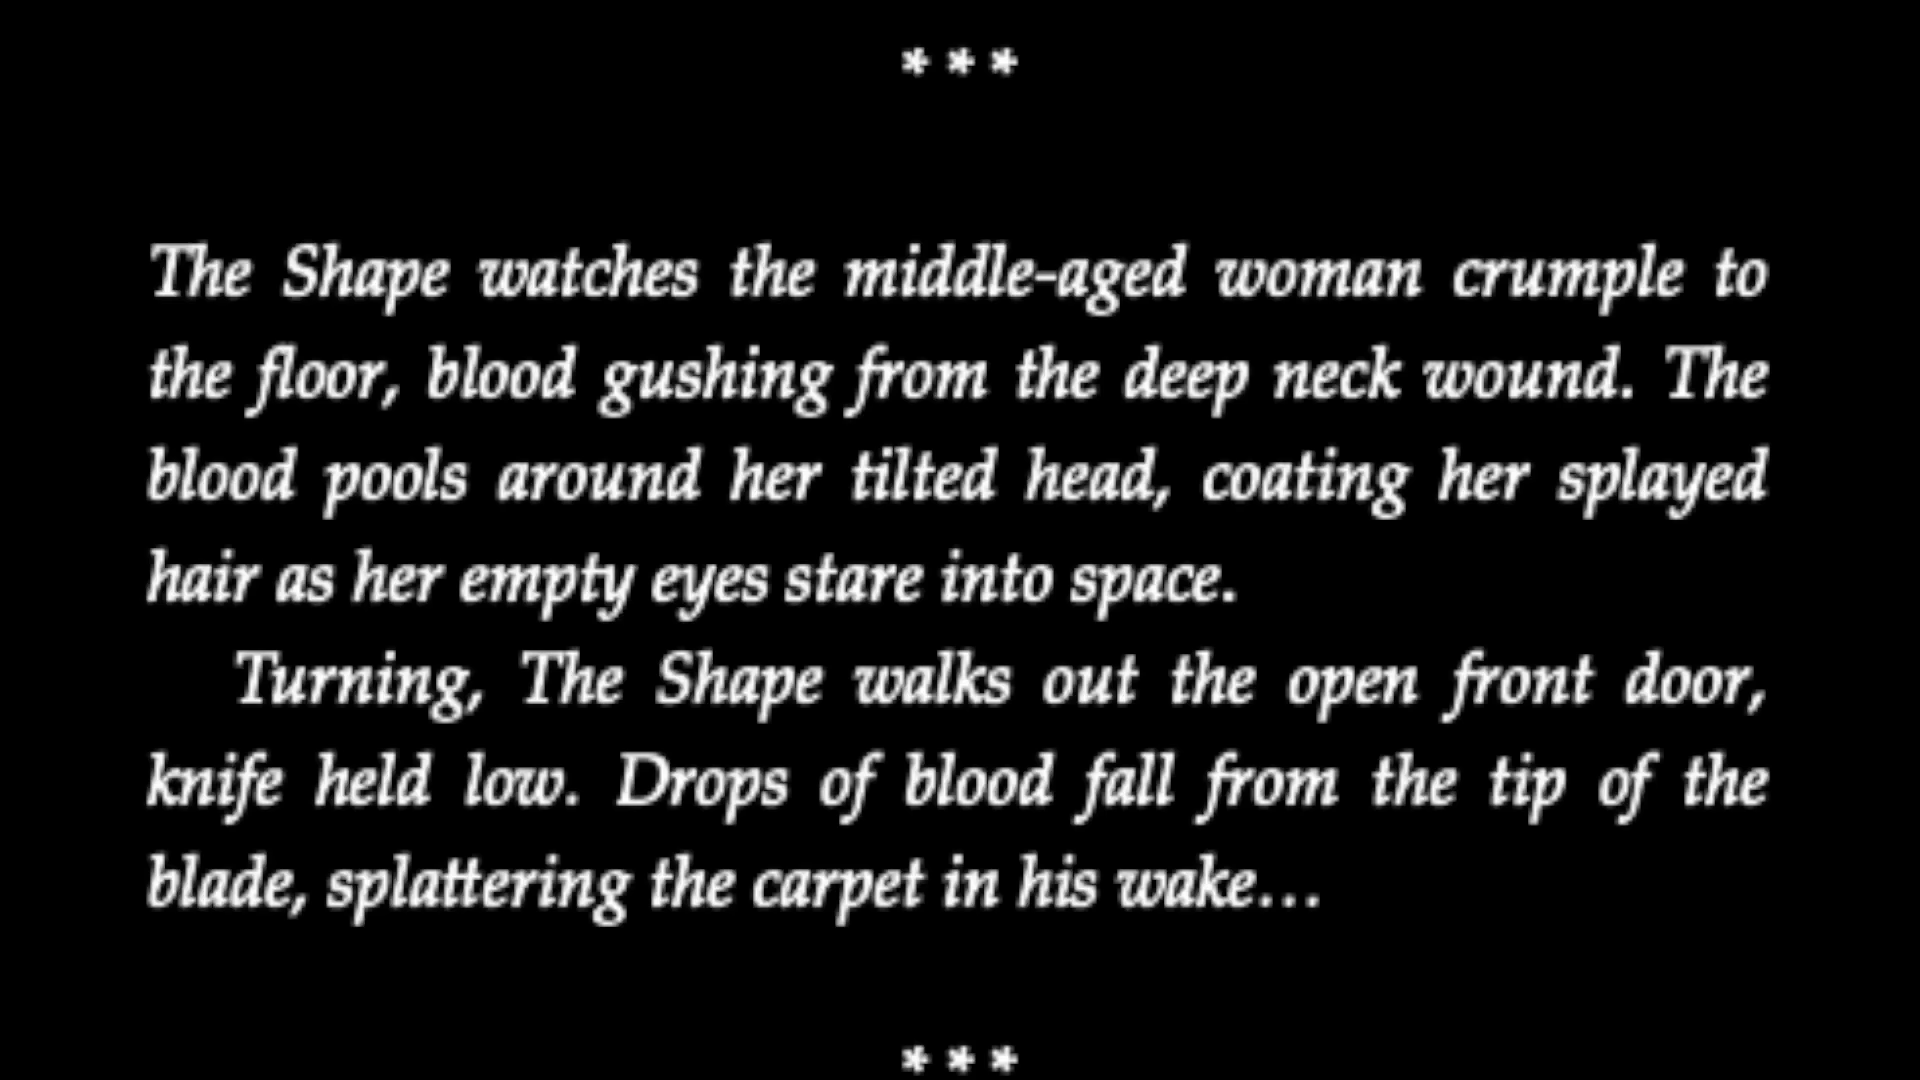 ***
The Shape watches the middle-aged woman crumple to
the floor, blood gushing from the deep neck wound. The
blood pools around her tilted head, coating her splayed
hair as her empty eyes stare into space.
Turning, The Shape walks out the open front door,
knife held low. Drops of blood fall from the tip of the
blade, splattering the carpet in his wake...
***